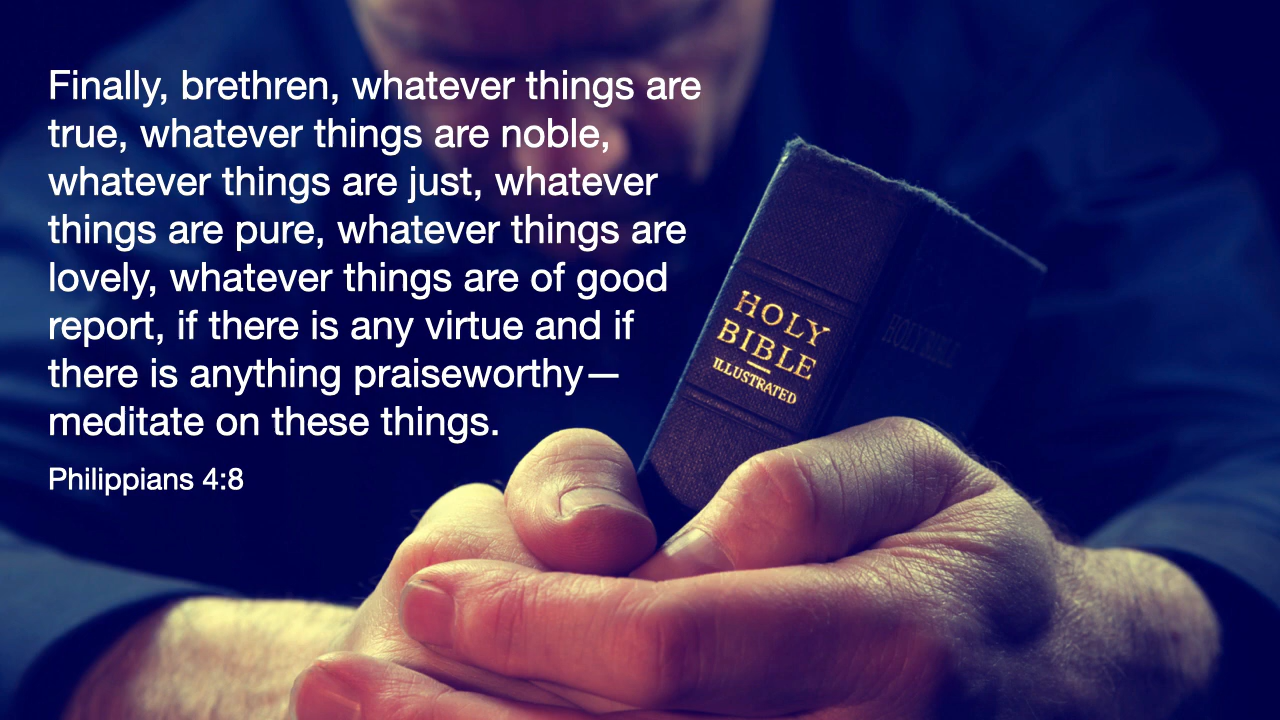 Finally, brethren, whatever things are
true, whatever things are noble,
whatever things are just, whatever
things are pure, whatever things are
lovely, whatever things are of good
report, if there is any virtue and if
there is anything praiseworthy—
meditate on these things.
Philippians 4:8
HOLY
BIBLE
ILLUSTRATED